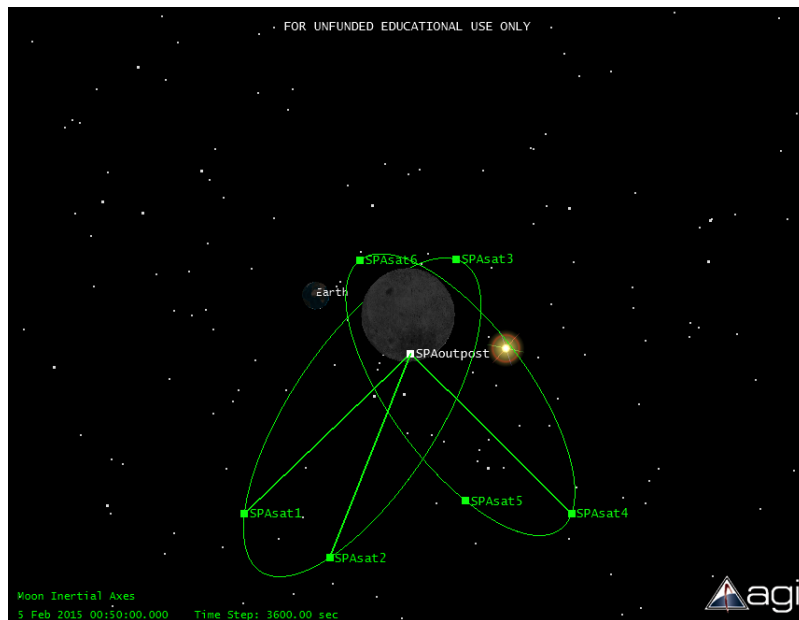 FOR UNFUNDED EDUCATIONAL USE ONLY
SPAsat6
SPAsat3
Earth
SPAoutpost
SPAsat1
SPAsat5
SPAsat4
SPAsat2
Moon Inertial Axes
5 Feb 2015 00:50:00.000 Time Step: 3600.00 sec
agi